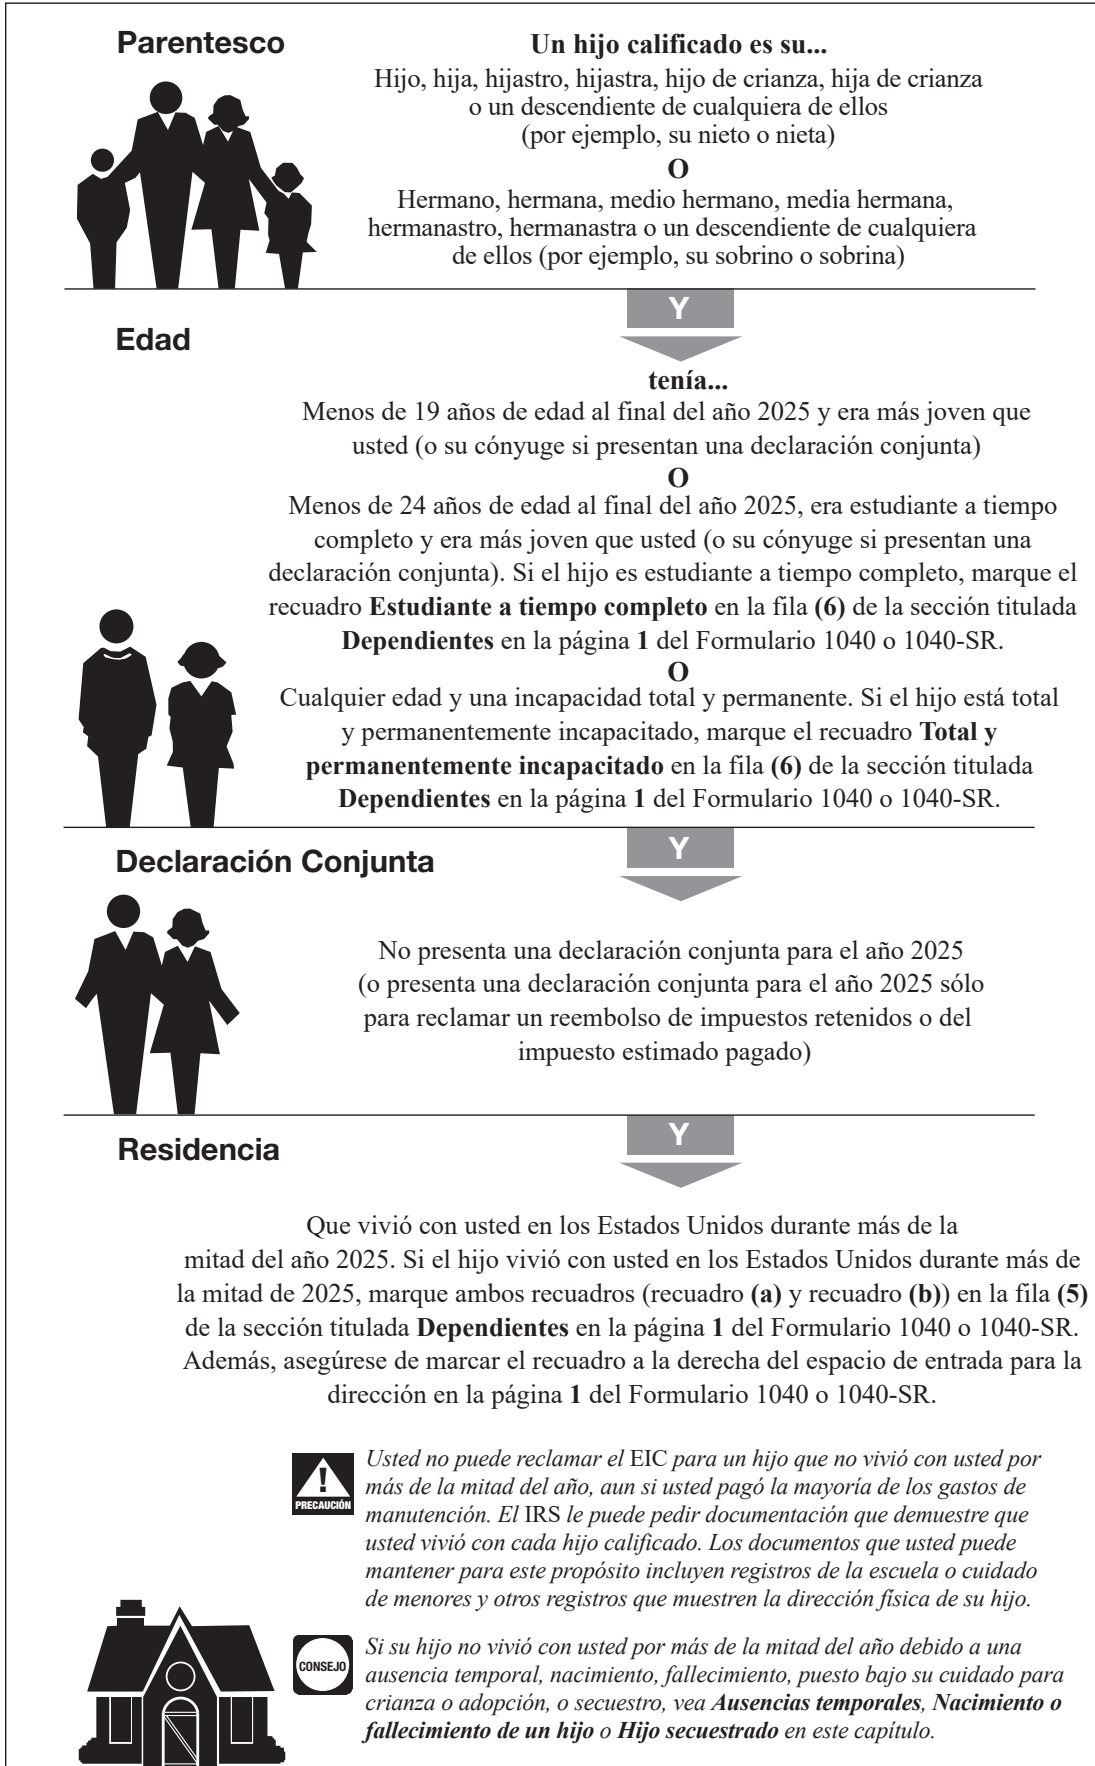 Parentesco
Un hijo calificado es su...
Hijo, hija, hijastro, hijastra, hijo de crianza, hija de crianza
o un descendiente de cualquiera de ellos
(por ejemplo, su nieto o nieta)
O
Hermano, hermana, medio hermano, media hermana,
hermanastro, hermanastra o un descendiente de cualquiera
de ellos (por ejemplo, su sobrino o sobrina)
Y
Edad
tenía...
Menos de 19 años de edad al final del año 2025 y era más joven que
usted (o su cónyuge si presentan una declaración conjunta)
O
Menos de 24 años de edad al final del año 2025, era estudiante a tiempo
completo y era más joven que usted (o su cónyuge si presentan una
declaración conjunta). Si el hijo es estudiante a tiempo completo, marque el
recuadro Estudiante a tiempo completo en la fila (6) de la sección titulada
Dependientes en la página 1 del Formulario 1040 o 1040-SR.
O
Cualquier edad y una incapacidad total y permanente. Si el hijo está total
y permanentemente incapacitado, marque el recuadro Total y
permanentemente incapacitado en la fila (6) de la sección titulada
Dependientes en la página 1 del Formulario 1040 o 1040-SR.
Y
Declaración Conjunta
No presenta una declaración conjunta para el año 2025
(o presenta una declaración conjunta para el año 2025 sólo
para reclamar un reembolso de impuestos retenidos o del
impuesto estimado pagado)
Y
Residencia
Que vivió con usted en los Estados Unidos durante más de la
mitad del año 2025. Si el hijo vivió con usted en los Estados Unidos durante más de
la mitad de 2025, marque ambos recuadros (recuadro (a) y recuadro (b)) en la fila (5)
de la sección titulada Dependientes en la página 1 del Formulario 1040 o 1040-SR.
Además, asegúrese de marcar el recuadro a la derecha del espacio de entrada para la
dirección en la página 1 del Formulario 1040 o 1040-SR.
!
PRECAUCIÓN
Usted no puede reclamar el EIC para un hijo que no vivió con usted por
más de la mitad del año, aun si usted pagó la mayoría de los gastos de
manutención. El IRS le puede pedir documentación que demuestre que
usted vivió con cada hijo calificado. Los documentos que usted puede
mantener para este propósito incluyen registros de la escuela o cuidado
de menores y otros registros que muestren la dirección física de su hijo.
CONSEJO
Si su hijo no vivió con usted por más de la mitad del año debido a una
ausencia temporal, nacimiento, fallecimiento, puesto bajo su cuidado para
crianza o adopción, o secuestro, vea Ausencias temporales, Nacimiento o
fallecimiento de un hijo o Hijo secuestrado en este capítulo.